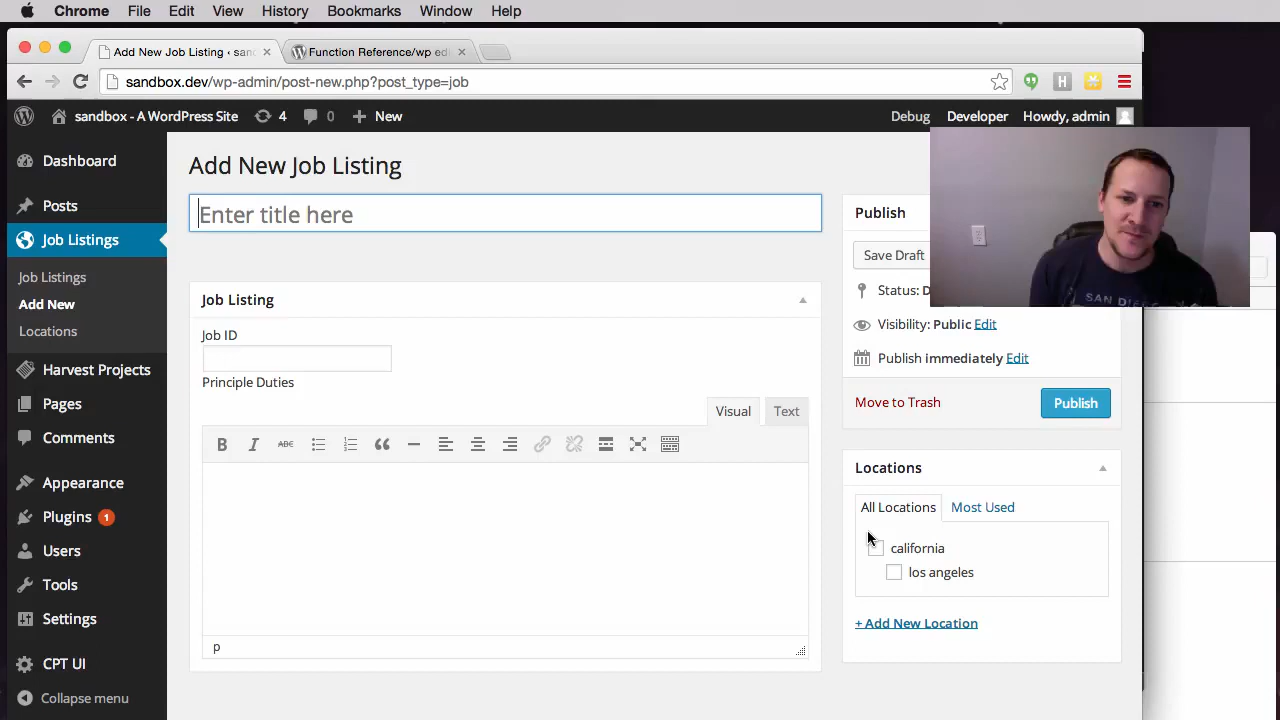 Chrome File Edit View History Bookmarks Window Help
Add New Job Listing ‹ san
Function Reference/wp edi
sandbox.dev/wp-admin/post-new.php?post_type=job
H
sandbox - A WordPress Site 4 0 New Debug Developer Howdy, admin
Dashboard
Posts
Job Listings
Job Listings
Add New
Locations
Harvest Projects
Pages
Comments
Appearance
Plugins 1
Users
Tools
Settings
CPT UI
Collapse menu
Add New Job Listing
Enter title here
Job Listing
Job ID
Principle Duties
Visual Text
B I ABC
p
Publish
Save Draft
Status: D
Visibility: Public Edit
Publish immediately Edit
Move to Trash Publish
Locations
All Locations Most Used
california
los angeles
+ Add New Location
SAN DIEGO